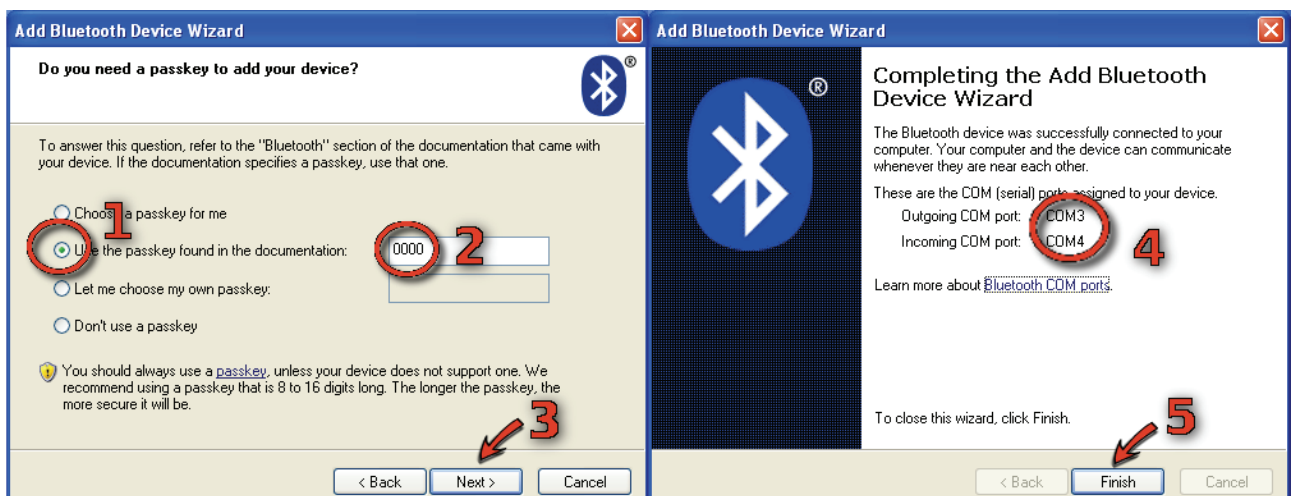 Add Bluetooth Device Wizard
Do you need a passkey to add your device?
®
To answer this question, refer to the "Bluetooth" section of the documentation that came with
your device. If the documentation specifies a passkey, use that one.
Choose a passkey for me
1
Use the passkey found in the documentation:
0000
2
Let me choose my own passkey:
Don't use a passkey
You should always use a passkey, unless your device does not support one. We
recommend using a passkey that is 8 to 16 digits long. The longer the passkey, the
more secure it will be.
3
< Back
Next >
Cancel
Add Bluetooth Device Wizard
®
Completing the Add Bluetooth
Device Wizard
The Bluetooth device was successfully connected to your
computer. Your computer and the device can communicate
whenever they are near each other.
These are the COM (serial) ports assigned to your device.
Outgoing COM port: COM3
Incoming COM port: COM4
4
Learn more about Bluetooth COM ports.
To close this wizard, click Finish.
5
< Back
Finish
Cancel